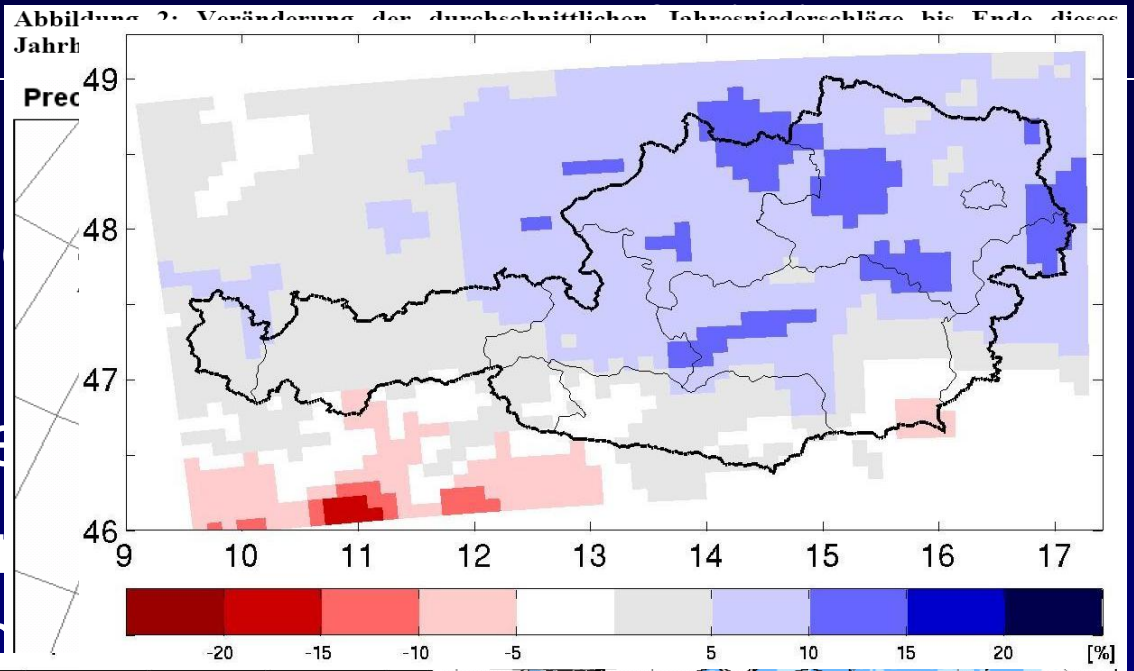 Abbildung 2: Veränderung der durchschnittlichen Jahresniederschläge bis Ende dieses
Jahrh
Prec
49
48
47
46
9 10 11 12 13 14 15 16 17
-20 -15 -10 -5 5 10 15 20 [%]